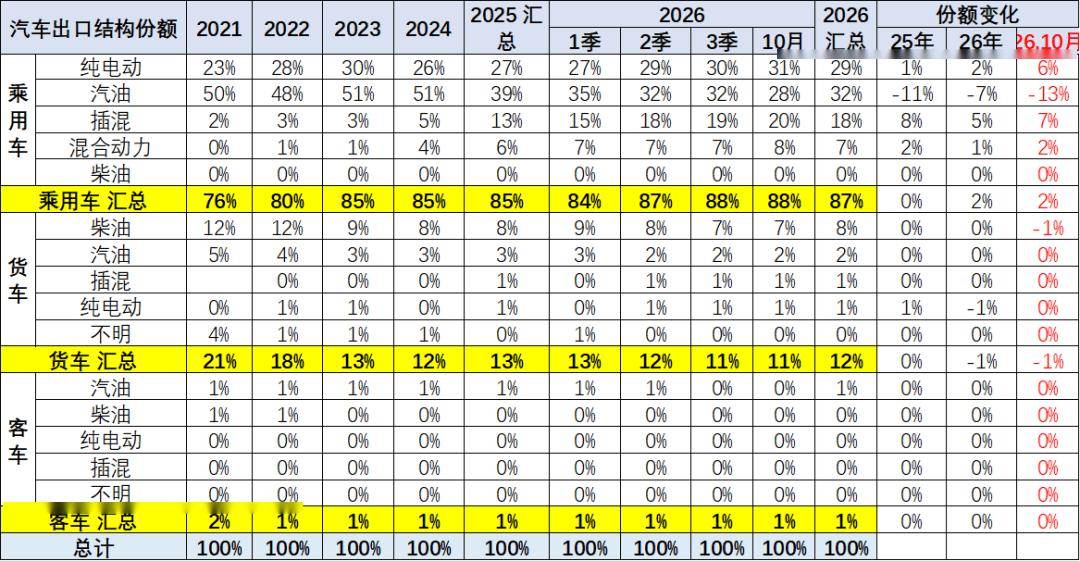 汽车出口结构份额 2021 2022 2023 2024 2025 汇总 2026 2026 汇总 份额变化
1季 2季 3季 10月 25年 26年 26.10月
乘用车
纯电动 23% 28% 30% 26% 27% 27% 29% 30% 31% 29% 1% 2% 6%
汽油 50% 48% 51% 51% 39% 35% 32% 32% 28% 32% -11% -7% -13%
插混 2% 3% 3% 5% 13% 15% 18% 19% 20% 18% 8% 5% 7%
混合动力 0% 1% 1% 4% 6% 7% 7% 7% 8% 7% 2% 1% 2%
柴油 0% 0% 0% 0% 0% 0% 0% 0% 0% 0% 0% 0% 0%
乘用车 汇总 76% 80% 85% 85% 85% 84% 87% 88% 88% 87% 0% 2% 2%
货车
柴油 12% 12% 9% 8% 8% 9% 8% 7% 7% 8% 0% 0% -1%
汽油 5% 4% 3% 3% 3% 3% 2% 2% 2% 2% 0% 0% 0%
插混 0% 0% 0% 1% 0% 1% 1% 1% 1% 0% 0% 0%
纯电动 0% 1% 1% 0% 1% 0% 1% 1% 1% 1% 1% -1% 0%
不明 4% 1% 1% 1% 0% 1% 0% 0% 0% 0% 0% 0% 0%
货车 汇总 21% 18% 13% 12% 13% 13% 12% 11% 11% 12% 0% -1% -1%
客车
汽油 1% 1% 1% 1% 1% 1% 1% 0% 0% 1% 0% 0% 0%
柴油 1% 1% 0% 0% 0% 0% 0% 0% 0% 0% 0% 0% 0%
纯电动 0% 0% 0% 0% 0% 0% 0% 0% 0% 0% 0% 0% 0%
插混 0% 0% 0% 0% 0% 0% 0% 0% 0% 0% 0% 0% 0%
不明 0% 0% 0% 0% 0% 0% 0% 0% 0% 0% 0% 0% 0%
客车 汇总 2% 1% 1% 1% 1% 1% 1% 1% 1% 1% 0% 0% 0%
总计 100% 100% 100% 100% 100% 100% 100% 100% 100% 100%